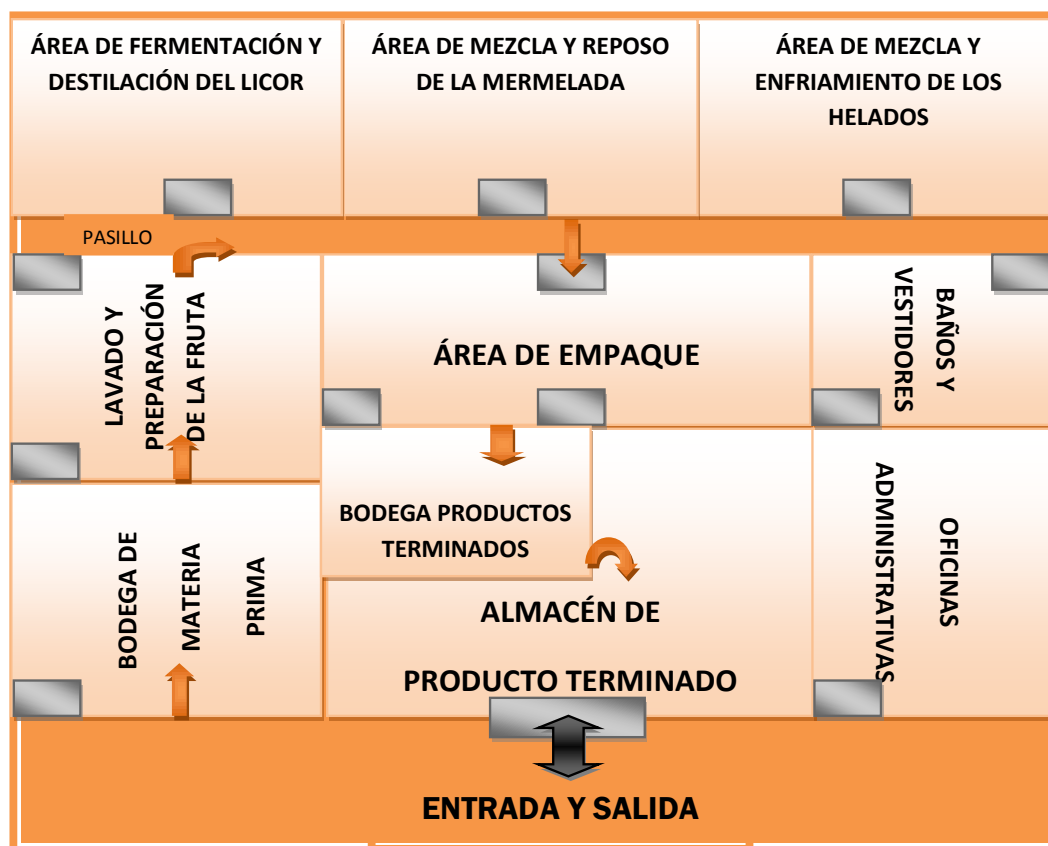 ÁREA DE FERMENTACIÓN Y
DESTILACIÓN DEL LICOR
ÁREA DE MEZCLA Y REPOSO
DE LA MERMELADA
ÁREA DE MEZCLA Y
ENFRIAMIENTO DE LOS
HELADOS
PASILLO
LAVADO Y
PREPARACIÓN
DE LA FRUTA
ÁREA DE EMPAQUE
BAÑOS Y
VESTIDORES
BODEGA DE
MATERIA
PRIMA
BODEGA PRODUCTOS
TERMINADOS
ALMACÉN DE
PRODUCTO TERMINADO
OFICINAS
ADMINISTRATIVAS
ENTRADA Y SALIDA